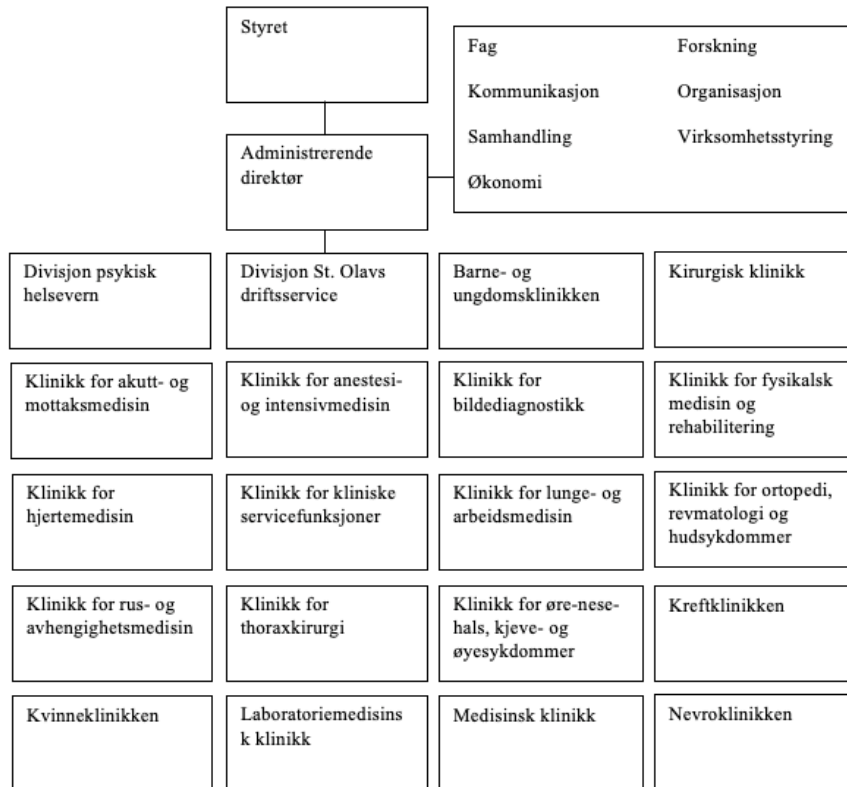 Styret
Fag
Forskning
Kommunikasjon
Organisasjon
Samhandling
Virksomhetsstyring
Økonomi
Administrerende
direktør
Divisjon psykisk
helsevern
Divisjon St. Olavs
driftsservice
Barne- og
ungdomsklinikken
Kirurgisk klinikk
Klinikk for akutt- og
mottaksmedisin
Klinikk for anestesi-
og intensivmedisin
Klinikk for
bildediagnostikk
Klinikk for fysikalsk
medisin og
rehabilitering
Klinikk for
hjertemedisin
Klinikk for kliniske
servicefunksjoner
Klinikk for lunge- og
arbeidsmedisin
Klinikk for ortopedi,
revmatologi og
hudsykdommer
Klinikk for rus- og
avhengighetsmedisin
Klinikk for
thoraxkirurgi
Klinikk for øre-nese-
hals, kjeve- og
øyesykdommer
Kreftklinikken
Kvinneklinikken
Laboratoriemedisins
k klinikk
Medisinsk klinikk
Nevroklinikken